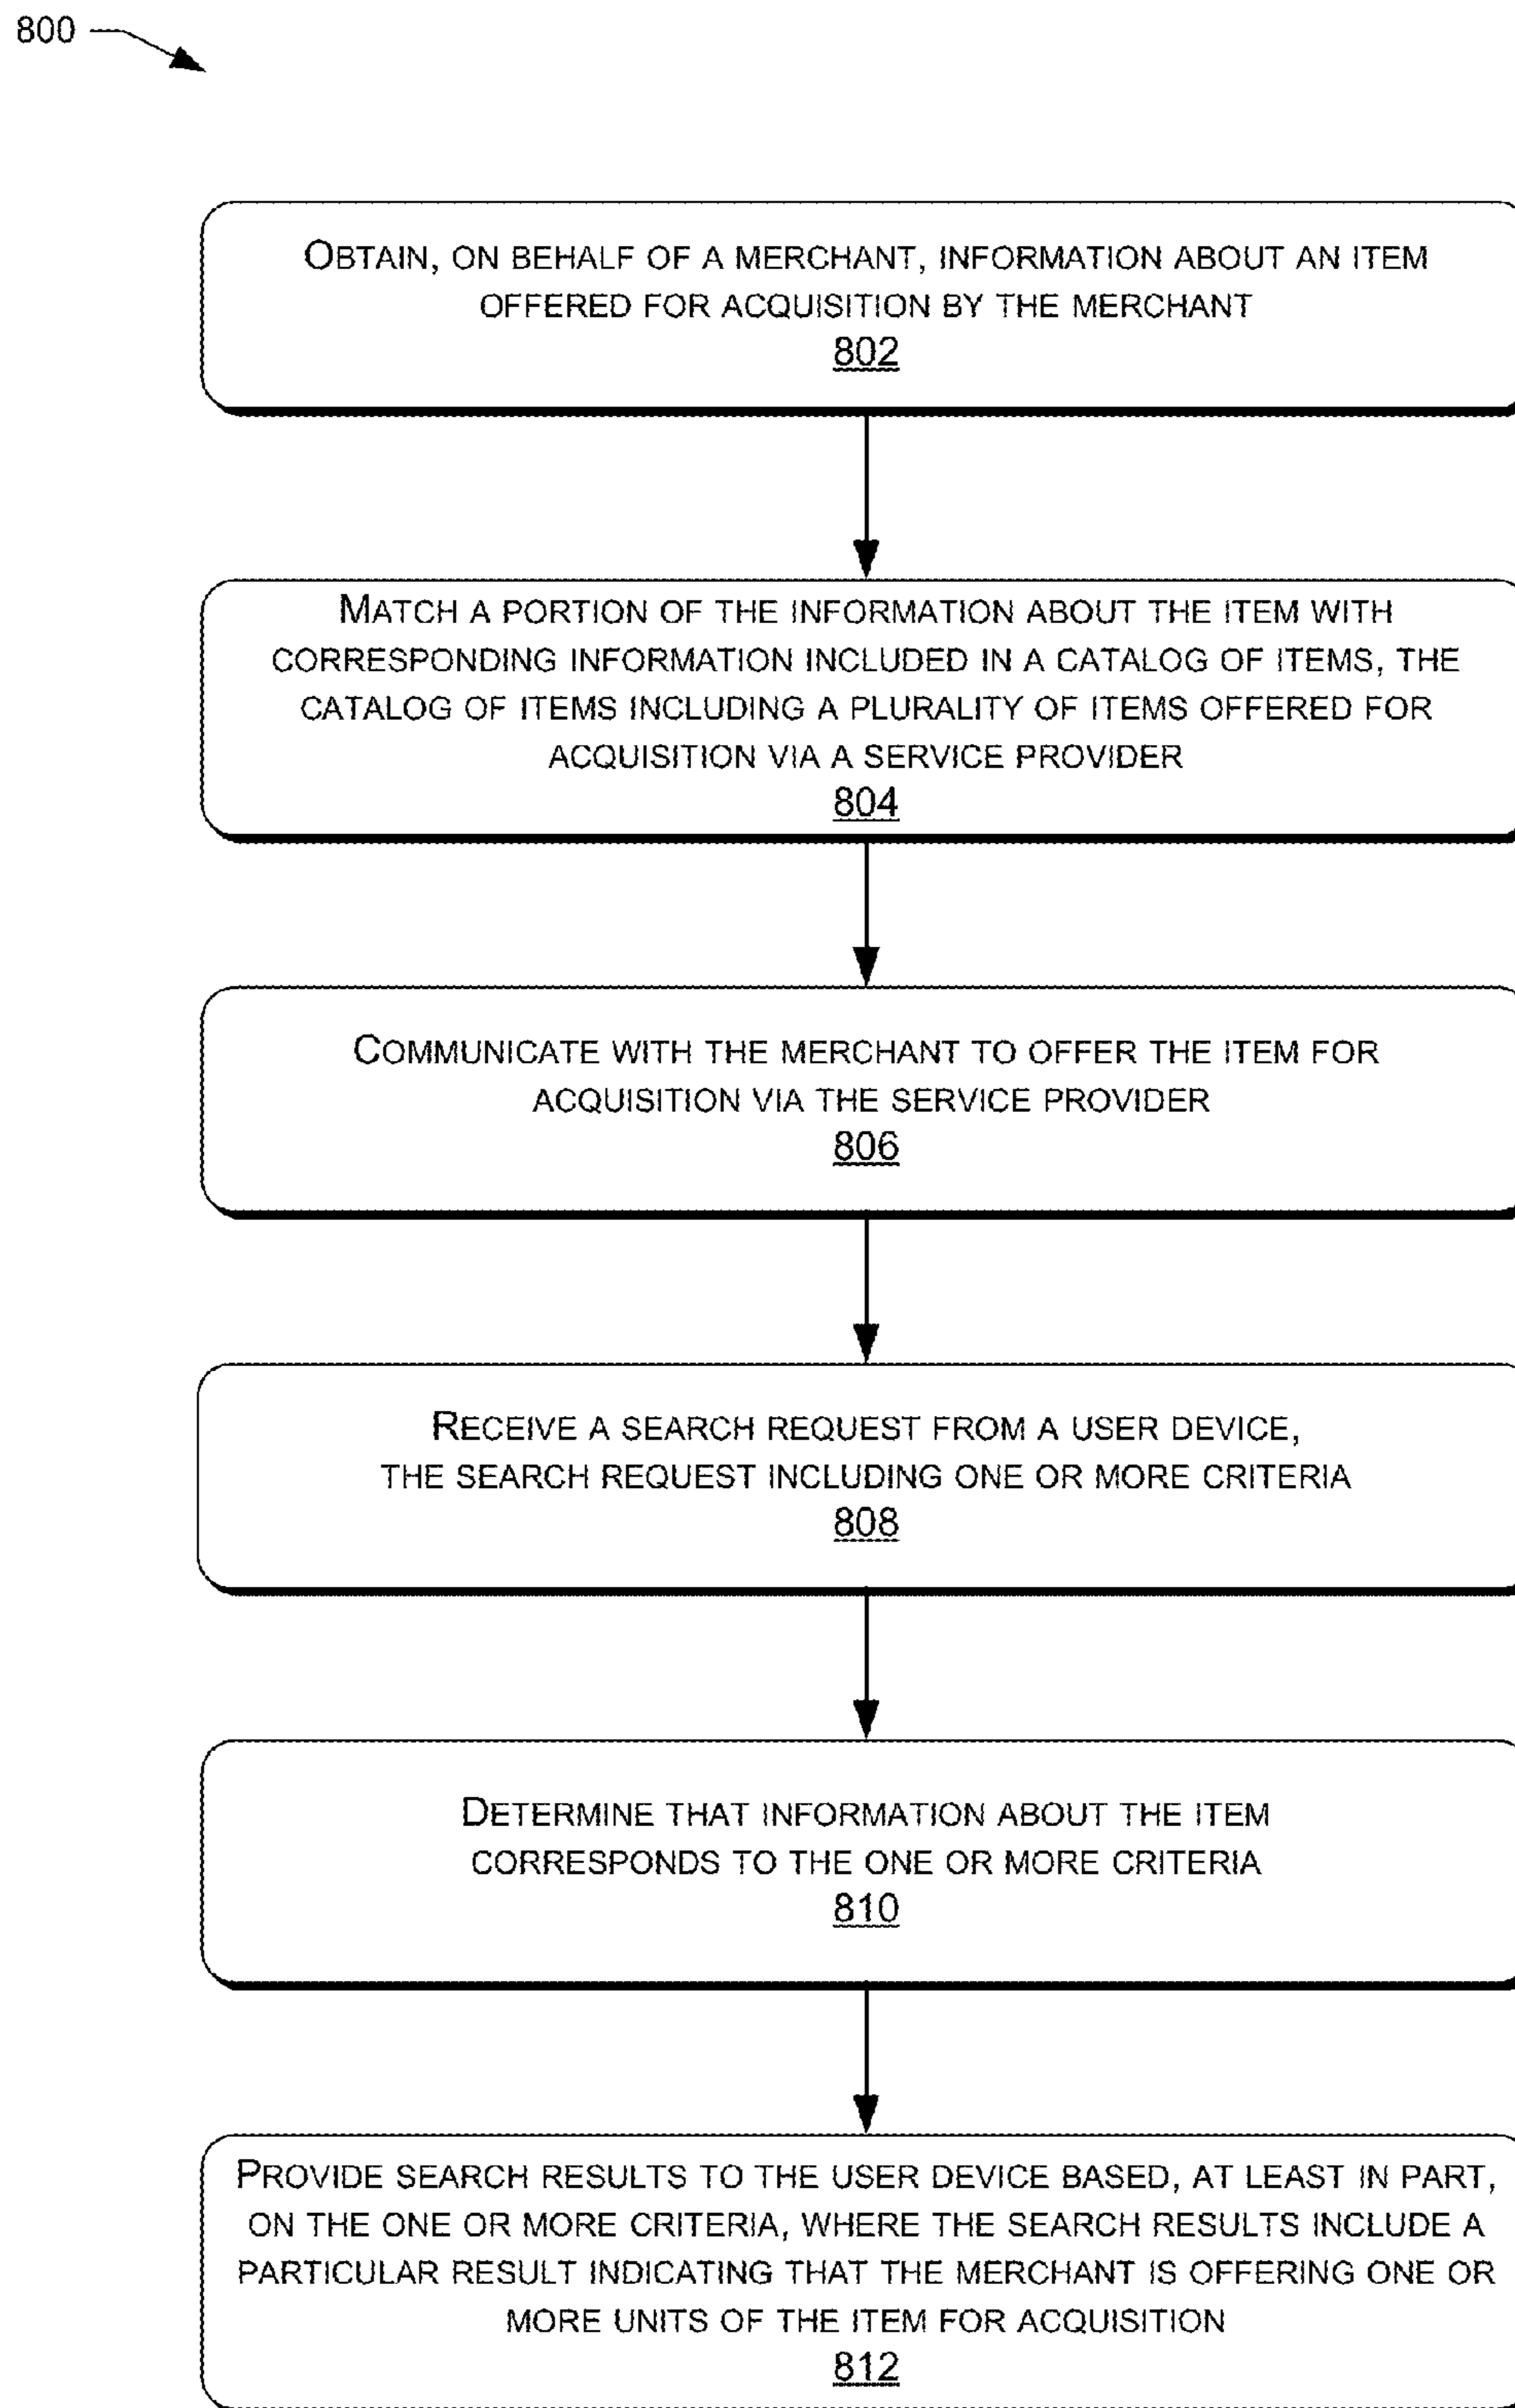 800
OBTAIN, ON BEHALF OF A MERCHANT, INFORMATION ABOUT AN ITEM
OFFERED FOR ACQUISITION BY THE MERCHANT
802
MATCH A PORTION OF THE INFORMATION ABOUT THE ITEM WITH
CORRESPONDING INFORMATION INCLUDED IN A CATALOG OF ITEMS, THE
CATALOG OF ITEMS INCLUDING A PLURALITY OF ITEMS OFFERED FOR
ACQUISITION VIA A SERVICE PROVIDER
804
COMMUNICATE WITH THE MERCHANT TO OFFER THE ITEM FOR
ACQUISITION VIA THE SERVICE PROVIDER
806
RECEIVE A SEARCH REQUEST FROM A USER DEVICE,
THE SEARCH REQUEST INCLUDING ONE OR MORE CRITERIA
808
DETERMINE THAT INFORMATION ABOUT THE ITEM
CORRESPONDS TO THE ONE OR MORE CRITERIA
810
PROVIDE SEARCH RESULTS TO THE USER DEVICE BASED, AT LEAST IN PART,
ON THE ONE OR MORE CRITERIA, WHERE THE SEARCH RESULTS INCLUDE A
PARTICULAR RESULT INDICATING THAT THE MERCHANT IS OFFERING ONE OR
MORE UNITS OF THE ITEM FOR ACQUISITION
812